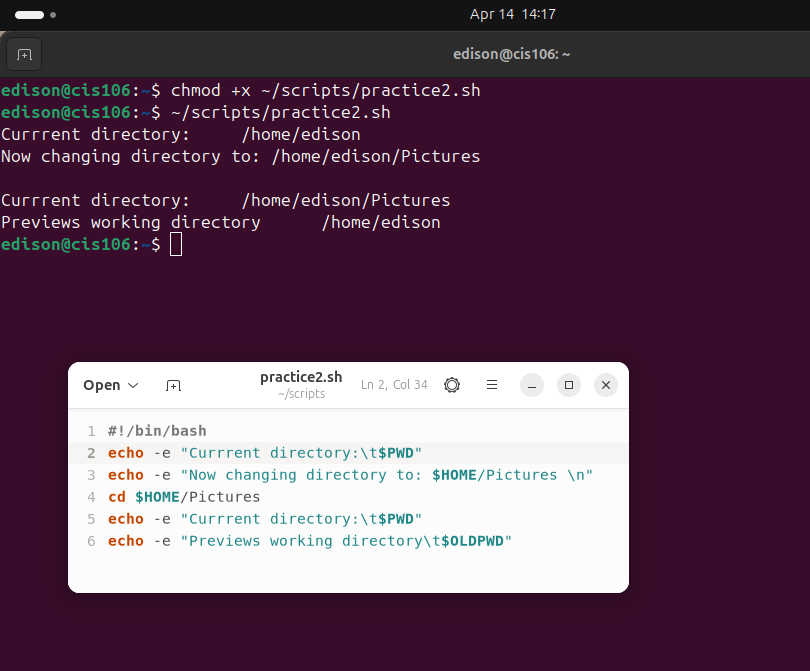 Apr 14 14:17
edison@cis106: ~
edison@cis106:~$ chmod +x ~/scripts/practice2.sh
edison@cis106:~$ ~/scripts/practice2.sh
Currrent directory:     /home/edison
Now changing directory to: /home/edison/Pictures
Currrent directory:     /home/edison/Pictures
Previews working directory      /home/edison
edison@cis106:~$
Open
practice2.sh
~/scripts
Ln 2, Col 34
1 #!/bin/bash
2 echo -e "Currrent directory:\t$PWD"
3 echo -e "Now changing directory to: $HOME/Pictures \n"
4 cd $HOME/Pictures
5 echo -e "Currrent directory:\t$PWD"
6 echo -e "Previews working directory\t$OLDPWD"